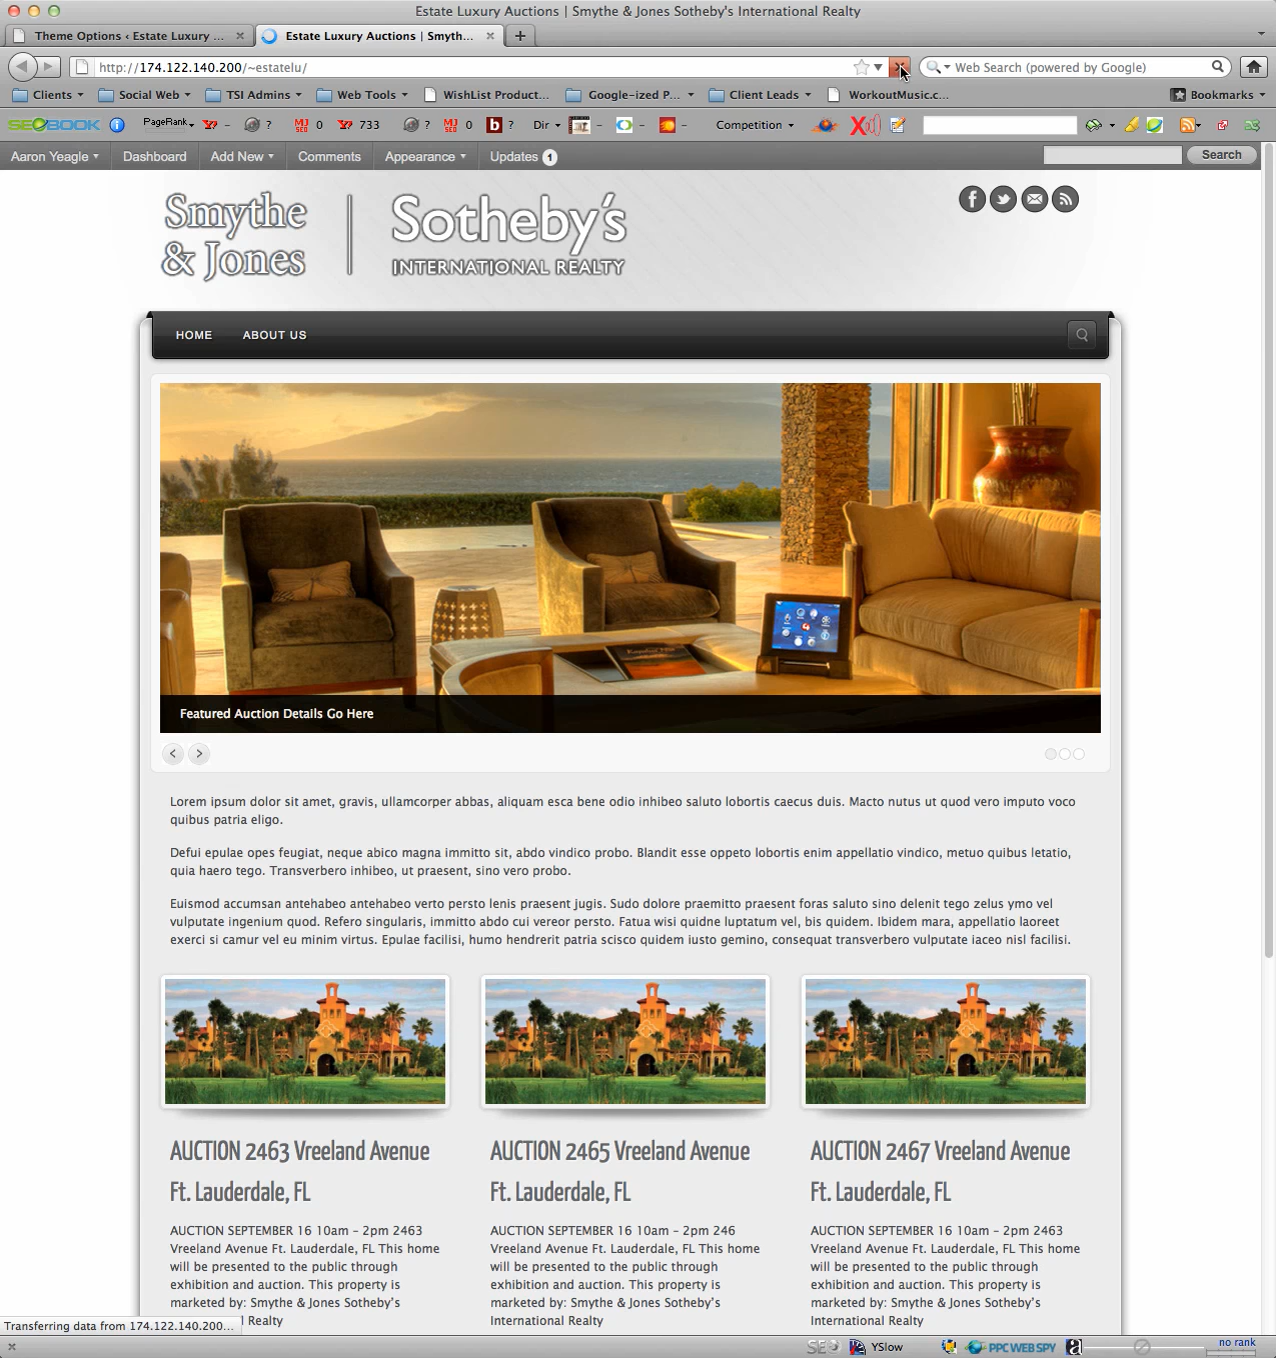 Estate Luxury Auctions | Smythe & Jones Sotheby's International Realty
Theme Options ‹ Estate Luxury ...
Estate Luxury Auctions | Smyth...
http://174.122.140.200/~estatelu/
Web Search (powered by Google)
Clients
Social Web
TSI Admins
Web Tools
WishList Product...
Google-ized P...
Client Leads
WorkoutMusic.c...
Bookmarks
SEOBOOK
PageRank
-
?
MJ SEO 0
733
?
MJ SEO 0
b ?
Dir
-
-
-
Competition
Aaron Yeagle
Dashboard
Add New
Comments
Appearance
Updates 1
Search
Smythe
& Jones
Sotheby's
INTERNATIONAL REALTY
HOME
ABOUT US
Featured Auction Details Go Here
Lorem ipsum dolor sit amet, gravis, ullamcorper abbas, aliquam esca bene odio inhibeo saluto lobortis caecus duis. Macto nutus ut quod vero imputo voco
quibus patria eligo.
Defui epulae opes feugiat, neque abico magna immitto sit, abdo vindico probo. Blandit esse oppeto lobortis enim appellatio vindico, metuo quibus letatio,
quia haero tego. Transverbero inhibeo, ut praesent, sino vero probo.
Euismod accumsan antehabeo antehabeo verto persto lenis praesent jugis. Sudo dolore praemitto praesent foras saluto sino delenit tego zelus ymo vel
vulputate ingenium quod. Refero singularis, immitto abdo cui vereor persto. Fatua wisi quidne luptatum vel, bis quidem. Ibidem mara, appellatio laoreet
exerci si camur vel eu minim virtus. Epulae facilisi, humo hendrerit patria scisco quidem iusto gemino, consequat transverbero vulputate iaceo nisl facilisi.
AUCTION 2463 Vreeland Avenue
Ft. Lauderdale, FL
AUCTION SEPTEMBER 16 10am – 2pm 2463
Vreeland Avenue Ft. Lauderdale, FL This home
will be presented to the public through
exhibition and auction. This property is
marketed by: Smythe & Jones Sotheby's
l Realty
AUCTION 2465 Vreeland Avenue
Ft. Lauderdale, FL
AUCTION SEPTEMBER 16 10am – 2pm 246
Vreeland Avenue Ft. Lauderdale, FL This home
will be presented to the public through
exhibition and auction. This property is
marketed by: Smythe & Jones Sotheby's
International Realty
AUCTION 2467 Vreeland Avenue
Ft. Lauderdale, FL
AUCTION SEPTEMBER 16 10am – 2pm 2463
Vreeland Avenue Ft. Lauderdale, FL This home
will be presented to the public through
exhibition and auction. This property is
marketed by: Smythe & Jones Sotheby's
International Realty
Transferring data from 174.122.140.200...
SEO
YSlow
PPC WEB SPY
a
no rank